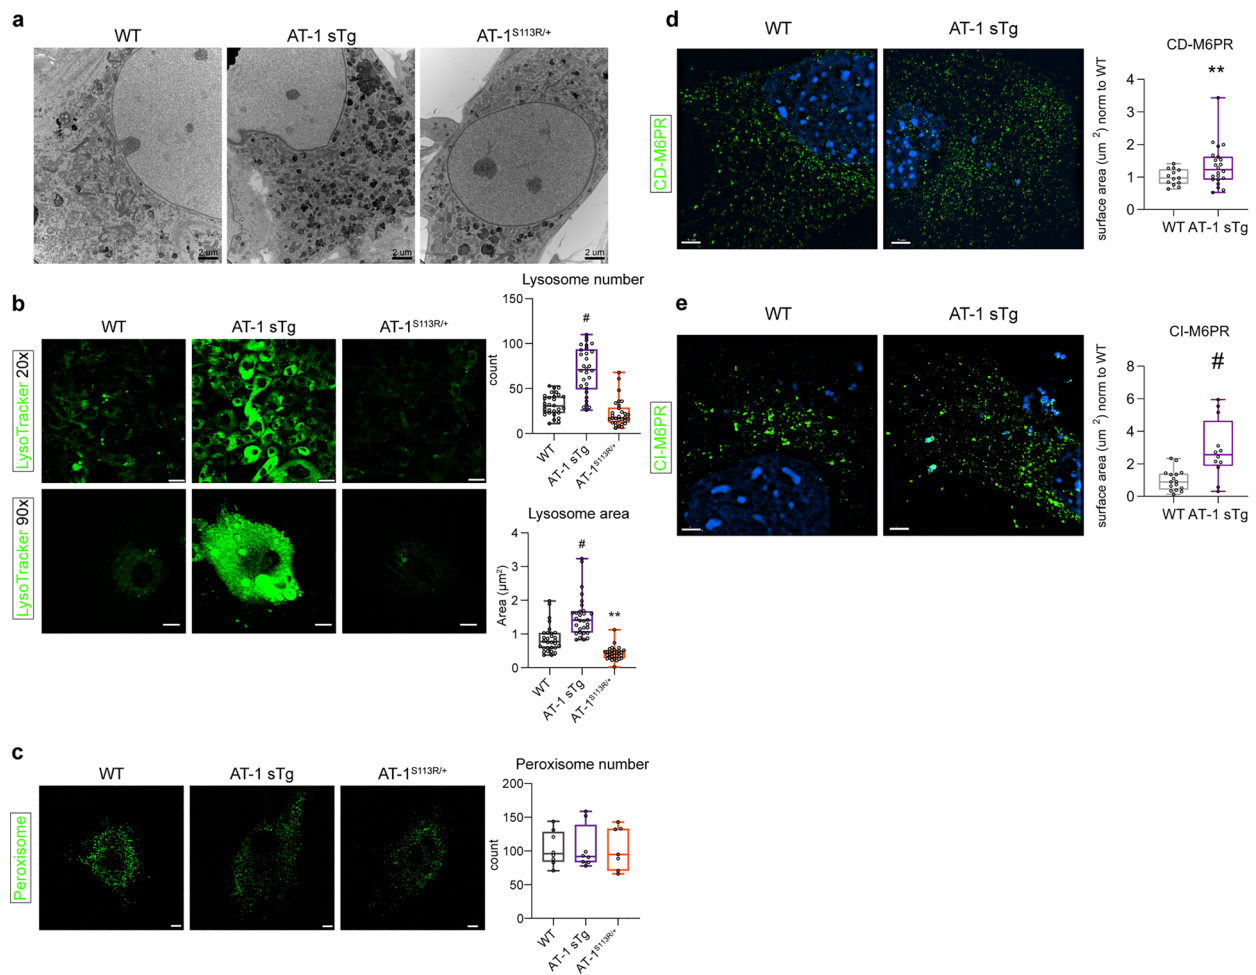 a
WT
AT-1 sTg
AT-1S113R/+
2 um
2 um
2 um
b
WT
AT-1 sTg
AT-1S113R/+
LysoTracker 20x
LysoTracker 90x
Lysosome number
count
150
100
50
0
#
WT
AT-1 sTg
AT-1S113R/+
Lysosome area
Area (μm2)
4
3
2
1
0
#
**
WT
AT-1 sTg
AT-1S113R/+
c
WT
AT-1 sTg
AT-1S113R/+
Peroxisome
Peroxisome number
count
200
150
100
50
0
WT
AT-1 sTg
AT-1S113R/+
d
WT
AT-1 sTg
CD-M6PR
CD-M6PR
surface area (um 2) norm to WT
4
3
2
1
0
**
WT AT-1 sTg
e
WT
AT-1 sTg
CI-M6PR
CI-M6PR
surface area (um 2) norm to WT
8
6
4
2
0
#
WT AT-1 sTg